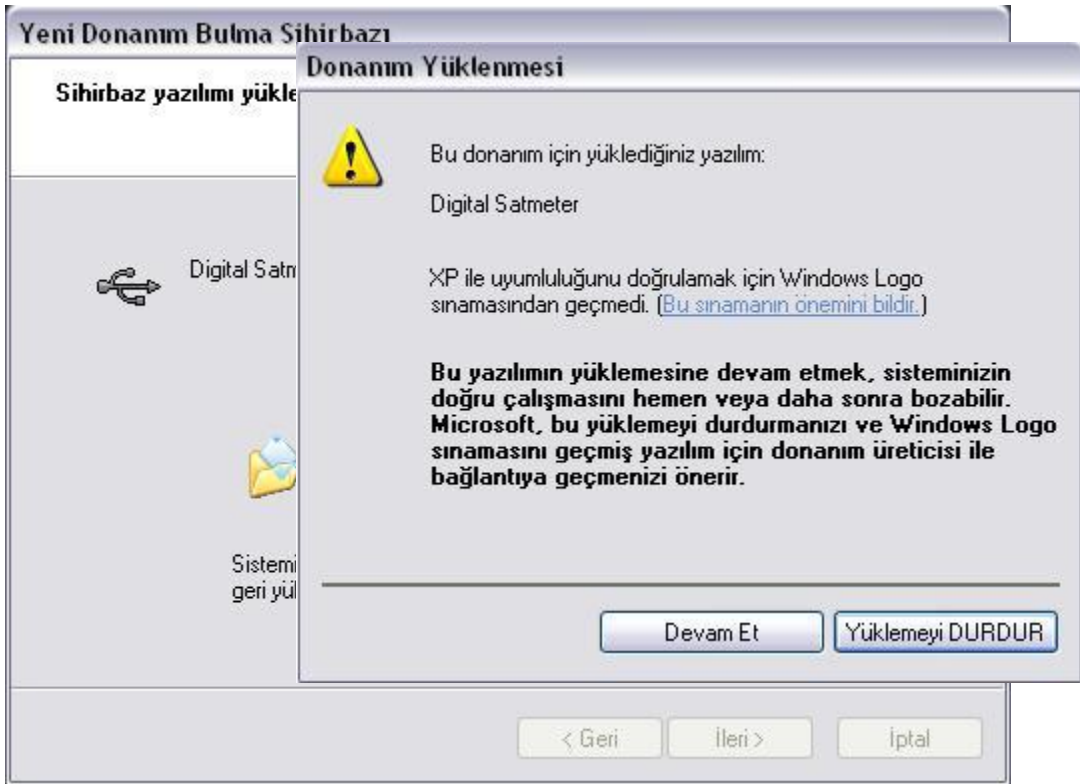 Yeni Donanım Bulma Sihirbazı
Sihirbaz yazılımı
Digital
Sistemi
geri
Donanım Yüklenmesi
Bu donanım için yüklediğiniz yazılım:
Digital Satmeter
XP ile uyumluluğunu doğrulamak için Windows Logo
sınamasından geçmedi. (Bu sınamanın önemini bildir.)
Bu yazılımın yüklemesine devam etmek, sisteminizin
doğru çalışmasını hemen veya daha sonra bozabilir.
Microsoft, bu yüklemeyi durdurmanızı ve Windows Logo
sınamasını geçmiş yazılım için donanım üreticisi ile
bağlantıya geçmenizi önerir.
Devam Et
Yüklemeyi DURDUR
< Geri
İleri >
İptal